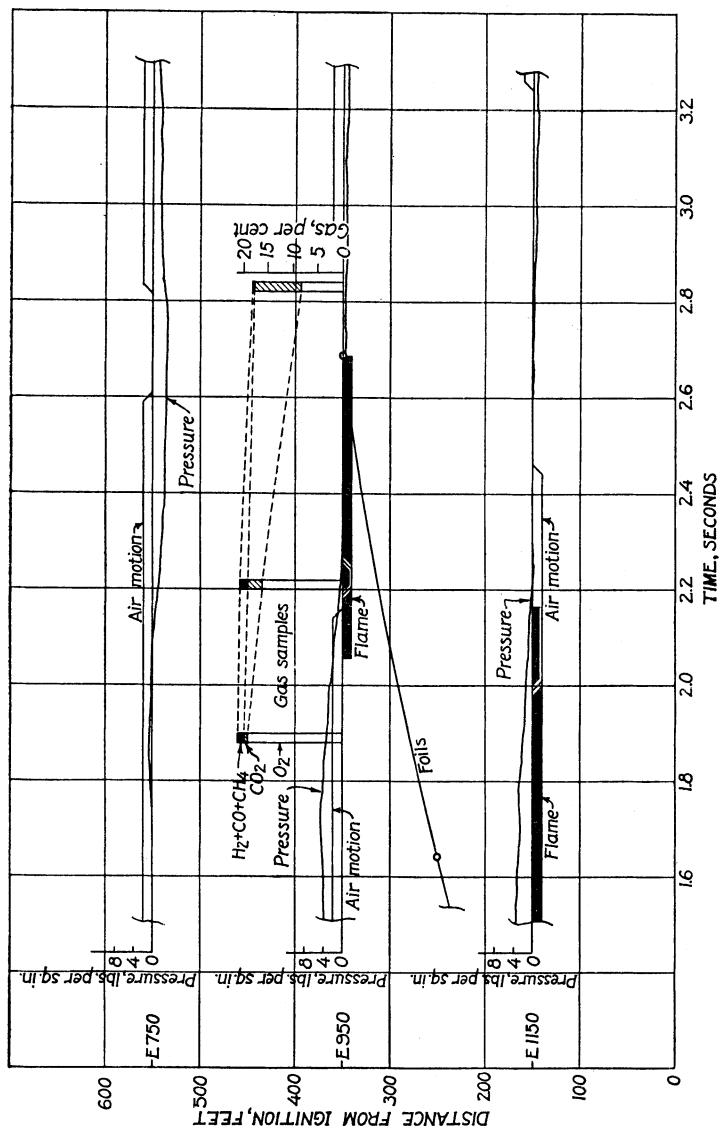 DISTANCE FROM IGNITION, FEET
600
500
400
300
200
100
0
E750
E950
E1150
Pressure, lbs. per sq. in.
8
4
0
Pressure, lbs. per sq. in.
8
4
0
Pressure, lbs. per sq. in.
8
4
0
Air motion
Pressure
H2+CO+CH4
CO2
O2
Gas samples
Gas, per cent
20
15
10
5
0
Pressure
Air motion
Flame
Foils
Pressure
Air motion
Flame
1.6
1.8
2.0
2.2
2.4
2.6
2.8
3.0
3.2
TIME, SECONDS